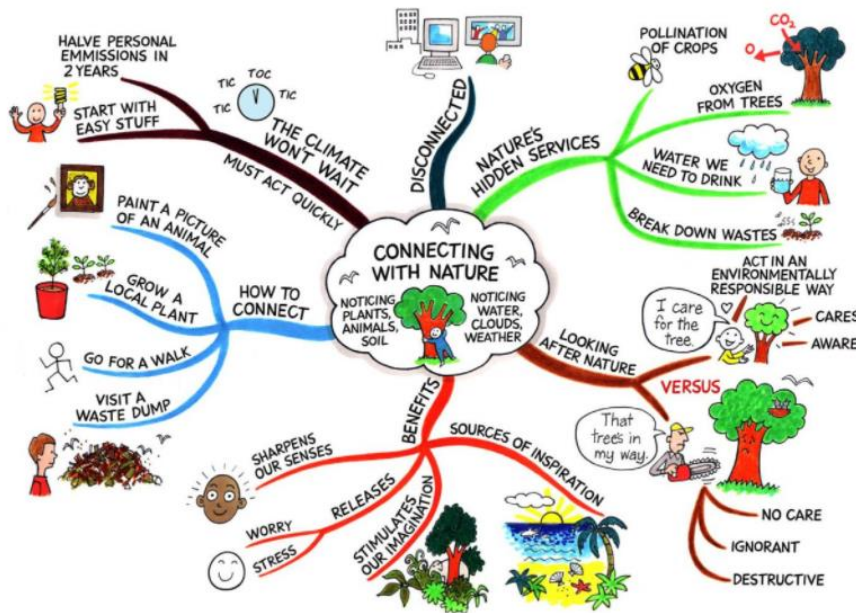 CONNECTING
WITH NATURE
NOTICING
PLANTS,
ANIMALS,
SOIL
NOTICING
WATER,
CLOUDS,
WEATHER
DISCONNECTED
NATURE'S
HIDDEN SERVICES
POLLINATION
OF CROPS
CO2
O
OXYGEN
FROM TREES
WATER WE
NEED TO DRINK
BREAK DOWN WASTES
LOOKING
AFTER NATURE
ACT IN AN
ENVIRONMENTALLY
RESPONSIBLE WAY
I care
for the
tree.
CARES
AWARE
VERSUS
That
tree's in
my way.
NO CARE
IGNORANT
DESTRUCTIVE
BENEFITS
SOURCES OF INSPIRATION
STIMULATES
OUR IMAGINATION
RELEASES
WORRY
STRESS
SHARPENS
OUR SENSES
HOW TO
CONNECT
PAINT A PICTURE
OF AN ANIMAL
GROW A
LOCAL PLANT
GO FOR A WALK
VISIT A
WASTE DUMP
THE CLIMATE
WON'T WAIT
MUST ACT QUICKLY
TIC
TOC
TIC
TIC
HALVE PERSONAL
EMMISSIONS IN
2 YEARS
START WITH
EASY STUFF